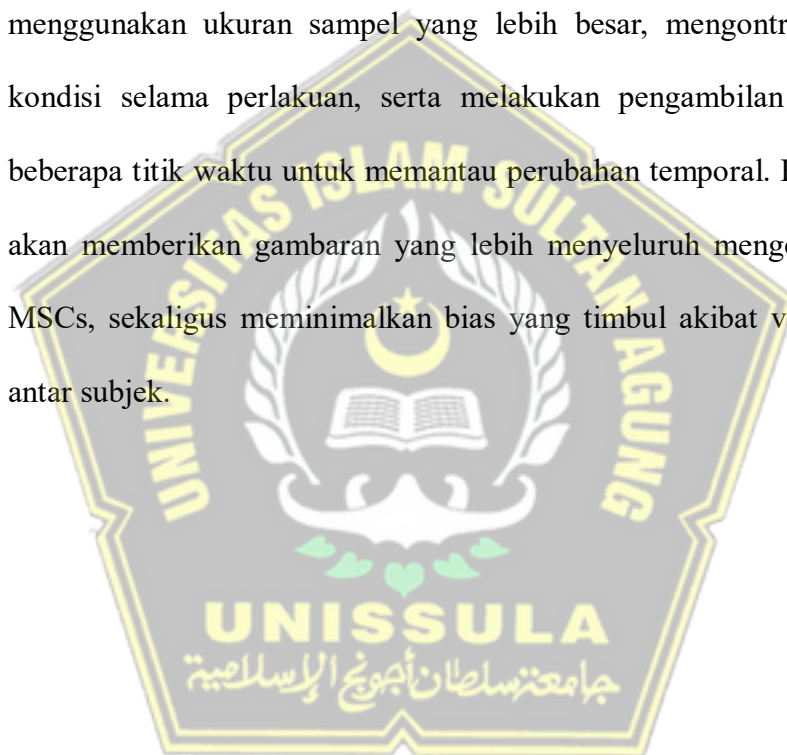 menggunakan ukuran sampel yang lebih besar,
kondisi selama perlakuan, serta melakukan pengambilan
beberapa titik waktu untuk memantau perubahan temporal.
akan memberikan gambaran yang lebih menyeluruh
MSCs, sekaligus meminimalkan bias yang timbul akibat
antar subjek.
UNIVERSITAS ISLAM SULTAN AGUNG
UNISSULA
جامعة سلطان أجونج الإسلامية